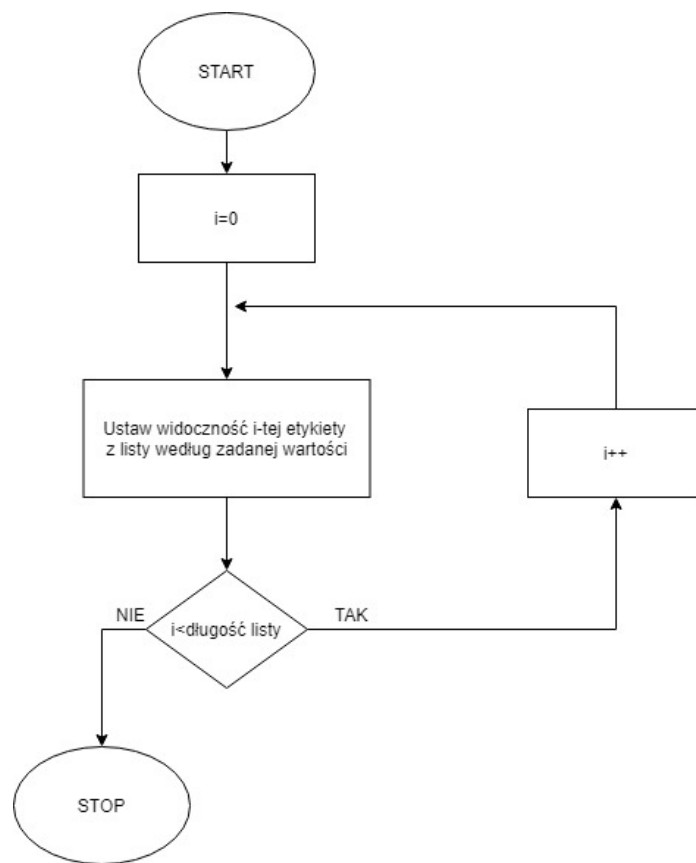 START
i=0
Ustaw widoczność i-tej etykiety
z listy według zadanej wartości
i++
NIE
i<długość listy
TAK
STOP